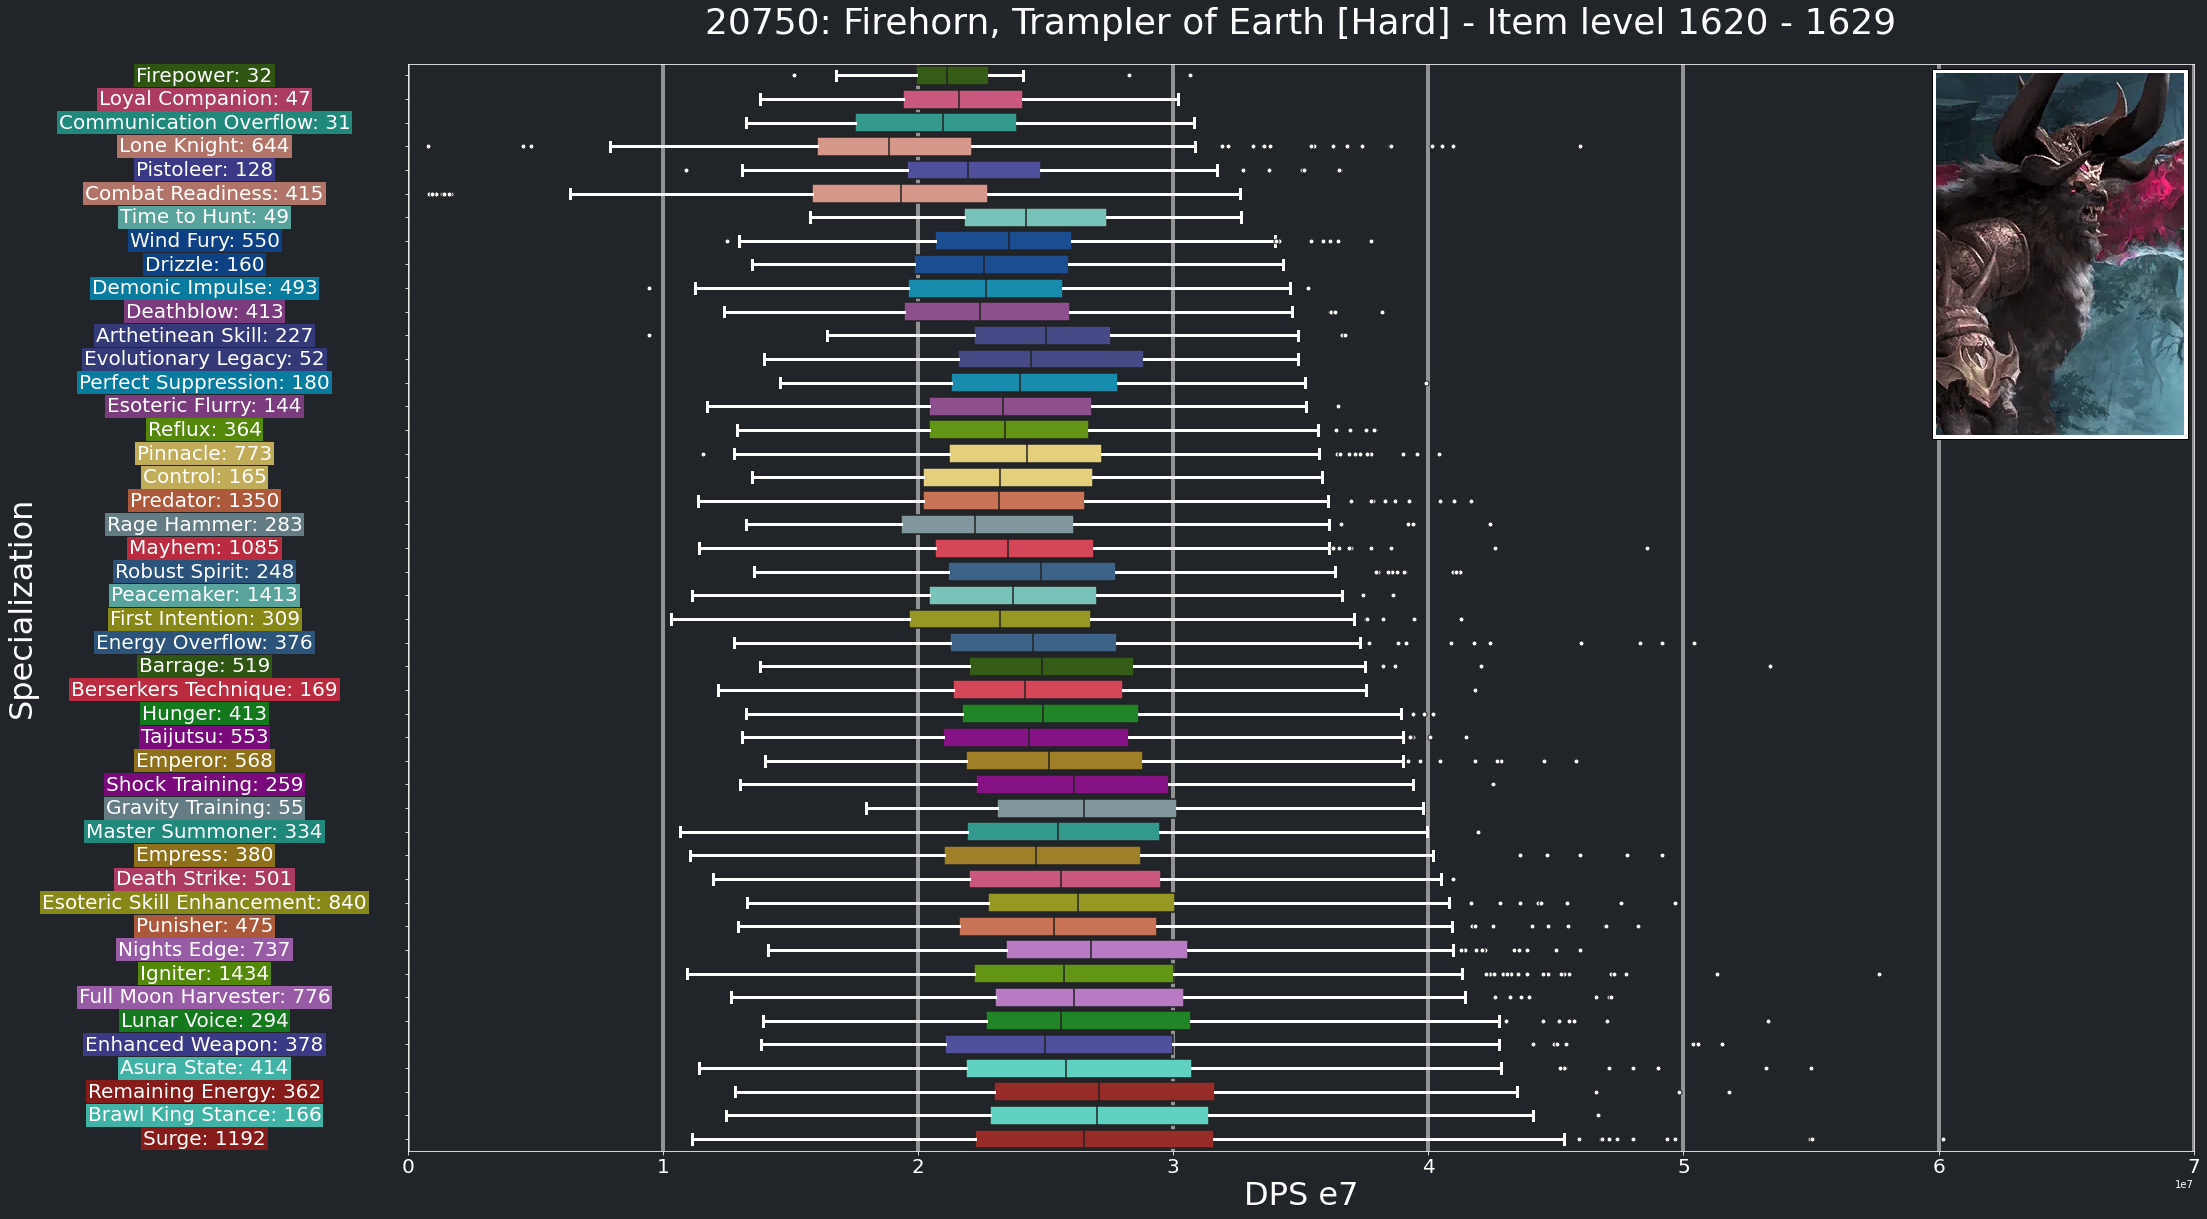 20750: Firehorn, Trampler of Earth [Hard] - Item level 1620 - 1629
Specialization
Firepower: 32
Loyal Companion: 47
Communication Overflow: 31
Lone Knight: 644
Pistoleer: 128
Combat Readiness: 415
Time to Hunt: 49
Wind Fury: 550
Drizzle: 160
Demonic Impulse: 493
Deathblow: 413
Arthetinean Skill: 227
Evolutionary Legacy: 52
Perfect Suppression: 180
Esoteric Flurry: 144
Reflux: 364
Pinnacle: 773
Control: 165
Predator: 1350
Rage Hammer: 283
Mayhem: 1085
Robust Spirit: 248
Peacemaker: 1413
First Intention: 309
Energy Overflow: 376
Barrage: 519
Berserkers Technique: 169
Hunger: 413
Taijutsu: 553
Emperor: 568
Shock Training: 259
Gravity Training: 55
Master Summoner: 334
Empress: 380
Death Strike: 501
Esoteric Skill Enhancement: 840
Punisher: 475
Nights Edge: 737
Igniter: 1434
Full Moon Harvester: 776
Lunar Voice: 294
Enhanced Weapon: 378
Asura State: 414
Remaining Energy: 362
Brawl King Stance: 166
Surge: 1192
0 1 2 3 4 5 6 7
DPS e7
1e7